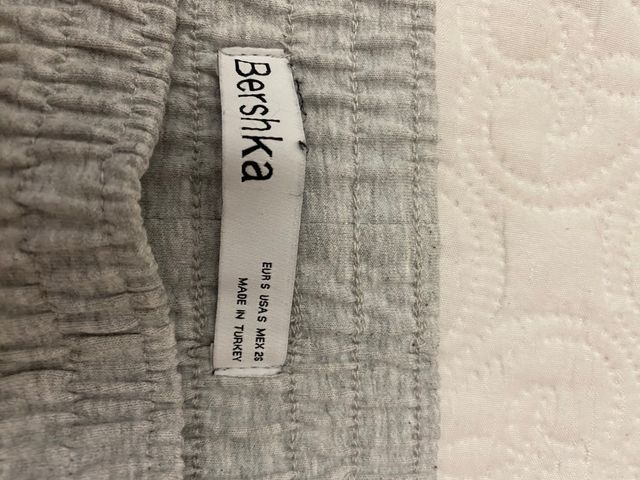 Bershka
EUR S USA S MEX 26
MADE IN TURKEY